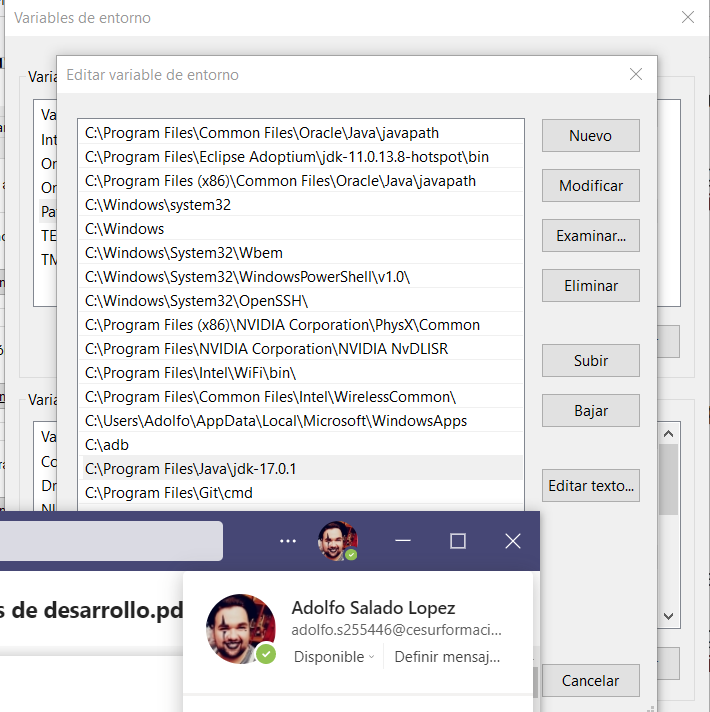 Variables de entorno
Editar variable de entorno
Varia
Va
Int
Or
Or
Pa
TE
TM
C:\Program Files\Common Files\Oracle\Java\javapath
C:\Program Files\Eclipse Adoptium\jdk-11.0.13.8-hotspot\bin
C:\Program Files (x86)\Common Files\Oracle\Java\javapath
C:\Windows\system32
C:\Windows
C:\Windows\System32\Wbem
C:\Windows\System32\WindowsPowerShell\v1.0\
C:\Windows\System32\OpenSSH\
C:\Program Files (x86)\NVIDIA Corporation\PhysX\Common
C:\Program Files\NVIDIA Corporation\NVIDIA NvDLISR
C:\Program Files\Intel\WiFi\bin\
C:\Program Files\Common Files\Intel\WirelessCommon\
C:\Users\Adolfo\AppData\Local\Microsoft\WindowsApps
C:\adb
C:\Program Files\Java\jdk-17.0.1
C:\Program Files\Git\cmd
Nuevo
Modificar
Examinar...
Eliminar
Subir
Bajar
Editar texto...
Varia
Va
Co
Dr
NU
s de desarrollo.pd
Adolfo Salado Lopez
adolfo.s255446@cesurformaci...
Disponible
Definir mensaj...
Cancelar